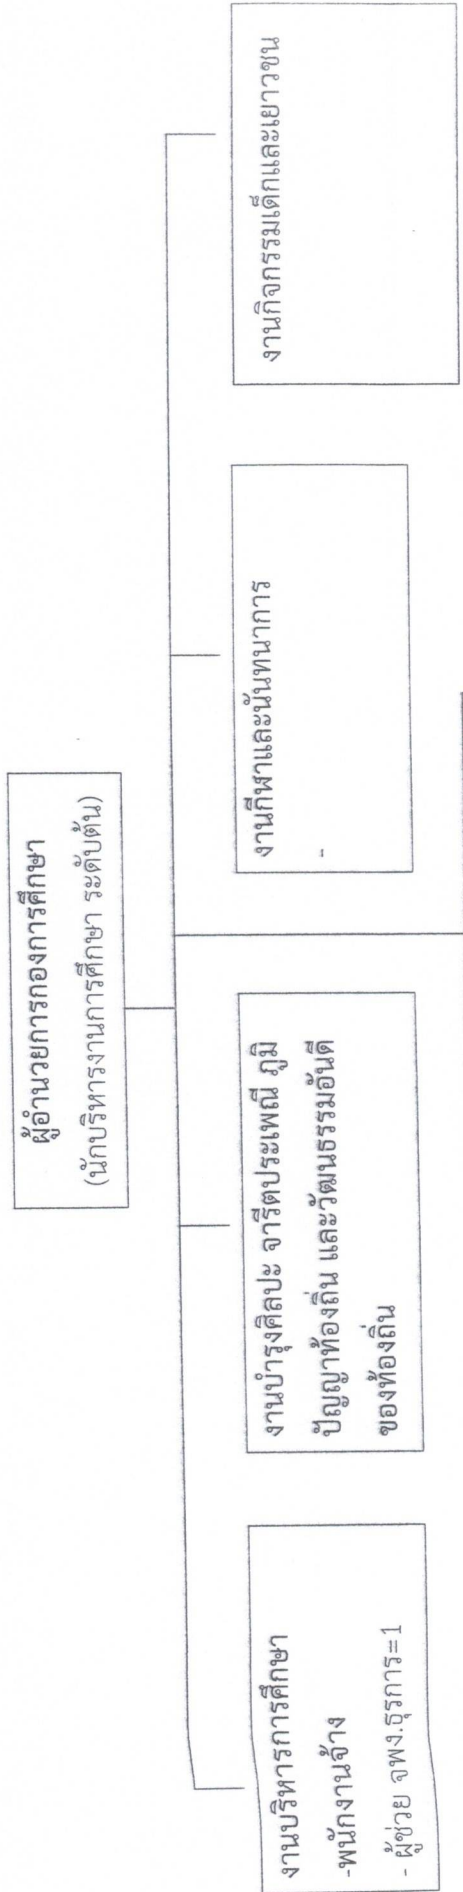 ผู้อำนวยการกองการศึกษา
(นักบริหารงานการศึกษา ระดับต้น)
งานบริหารการศึกษา
-พนักงานจ้าง
- ผู้ช่วย จพง.ธุรการ=1
งานบำรุงศิลปะ จารีตประเพณี ภูมิ
ปัญญาท้องถิ่น และวัฒนธรรมอันดี
ของท้องถิ่น
งานกีฬาและนันทนาการ
-
งานกิจกรรมเด็กและเยาวชน